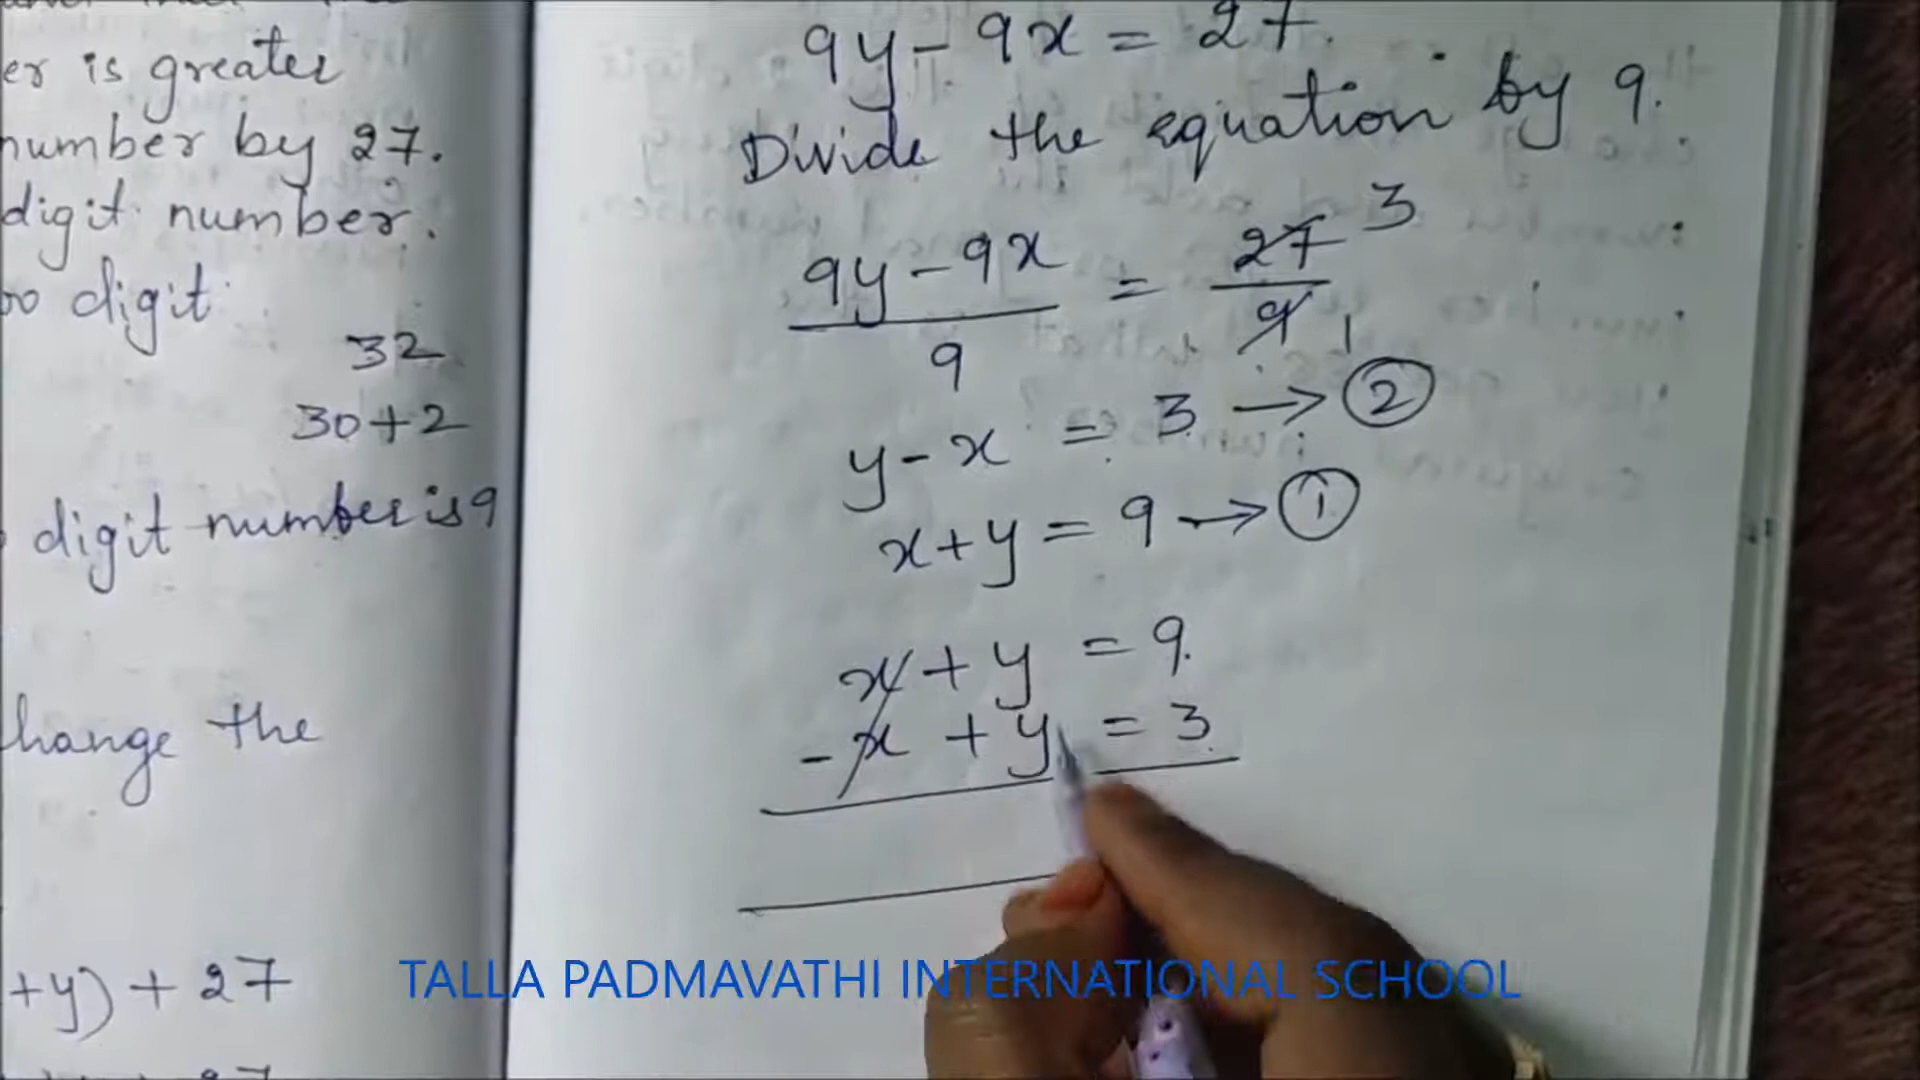 er is greater
number by 27.
digit number.
digit
32
30+2
digit number is 9
change the
+y) + 27
27
9y - 9x = 27.
Divide the equation by 9.
9y - 9x = 27 3
9 9 1
y - x = 3 → ②
x + y = 9 → ①
x + y = 9.
- x + y = 3
TALLA PADMAVATHI INTERNATIONAL SCHOOL